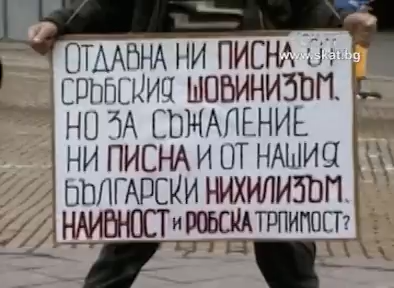 www.skat.bg
ОТДАВНА НИ ПИСНА ОТ
СРЪБСКИЯ ШОВИНИЗЪМ,
НО ЗА СЪЖАЛЕНИЕ
НИ ПИСНА И ОТ НАШИЯ
БЪЛГАРСКИ НИХИЛИЗЪМ,
НАИВНОСТ И РОБСКА ТРПИМОСТ?